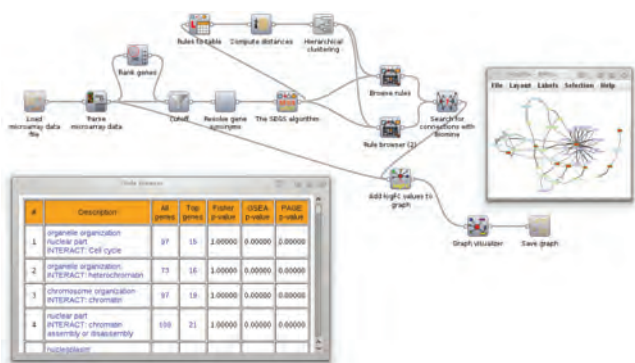 Rules to table
Compute distances
Hierarchical
clustering
Rank genes
Browse rules
Load
microarray data
file
Parse
microarray data
Cutoff
Resolve gene
synonyms
The SEGS algorithm
Rule browser (2)
Search for
connections with
Biomine
Add logFC values to
graph
Graph visualizer
Save graph
File Layout Labels Selection Help
# Description All genes Top genes Fisher p-value GSEA p-value PAGE p-value
1 organelle organization nuclear part INTERACT: Cell cycle 97 15 1.00000 0.00000 0.00000
2 organelle organization INTERACT: heterochromatin 73 16 1.00000 0.00000 0.00000
3 chromosome organization INTERACT: chromatin 97 19 1.00000 0.00000 0.00000
4 nuclear part INTERACT: chromatin assembly or disassembly 21 1.00000 0.00000 0.00000
nucleoplasm